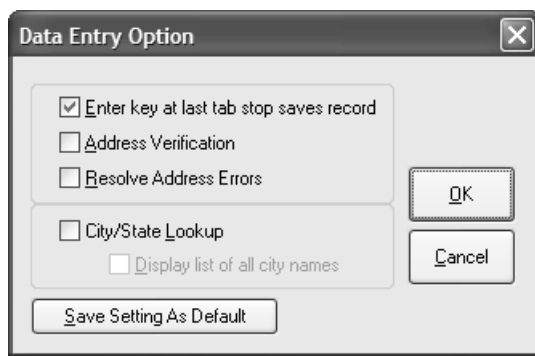 Data Entry Option
Enter key at last tab stop saves record
Address Verification
Resolve Address Errors
OK
City/State Lookup
Display list of all city names
Cancel
Save Setting As Default